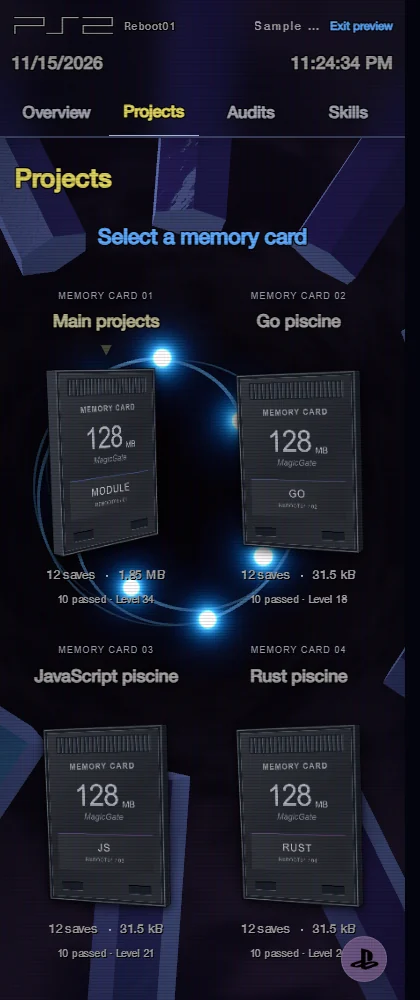 PS2 Reboot01 Sample ... Exit preview
11/15/2026 11:24:34 PM
Overview Projects Audits Skills
Projects
Select a memory card
MEMORY CARD 01 MEMORY CARD 02
Main projects Go piscine
MEMORY CARD MEMORY CARD
128 MB 128 MB
MagicGate MagicGate
MODULE GO
12 saves · 1.85 MB 12 saves · 31.5 kB
10 passed · Level 34 10 passed · Level 18
MEMORY CARD 03 MEMORY CARD 04
JavaScript piscine Rust piscine
MEMORY CARD MEMORY CARD
128 MB 128 MB
MagicGate MagicGate
JS RUST
12 saves · 31.5 kB 12 saves · 31.5 kB
10 passed · Level 21 10 passed · Level